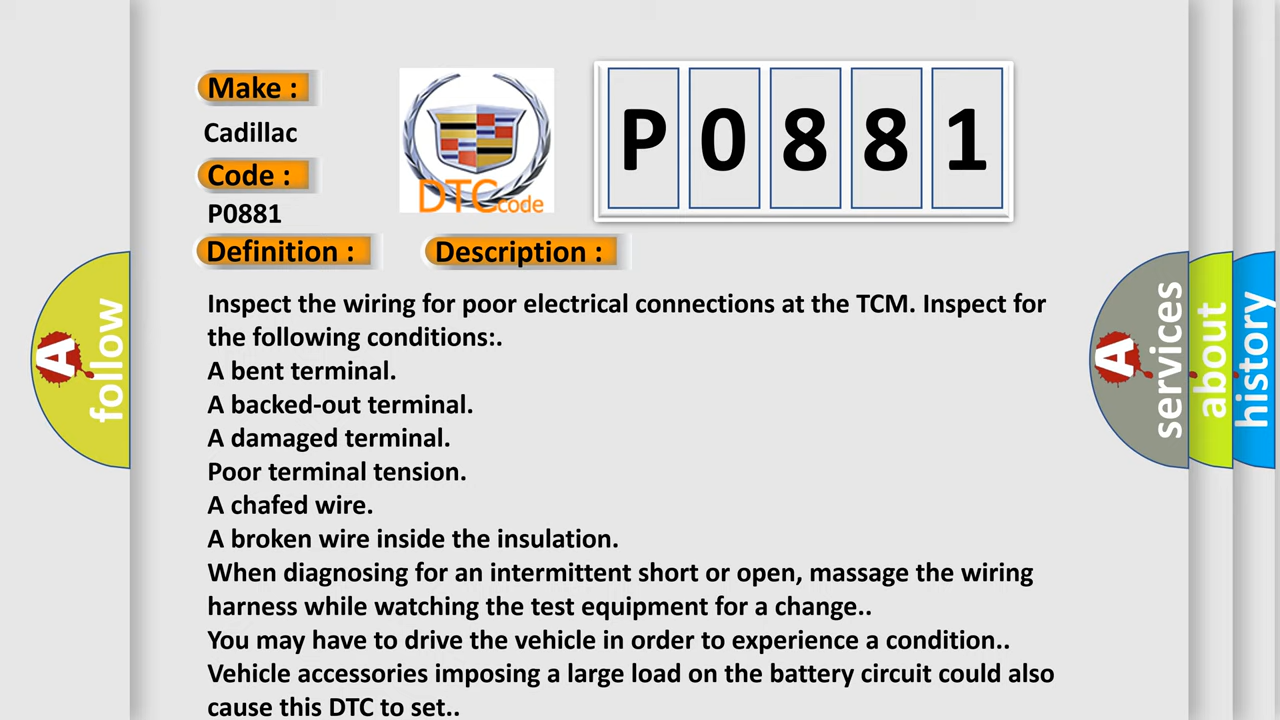 Make :
Cadillac
Code :
P0881
Definition :
Description :
DTC code
P0881
Inspect the wiring for poor electrical connections at the TCM. Inspect for
the following conditions:.
A bent terminal.
A backed-out terminal.
A damaged terminal.
Poor terminal tension.
A chafed wire.
A broken wire inside the insulation.
When diagnosing for an intermittent short or open, massage the wiring
harness while watching the test equipment for a change..
You may have to drive the vehicle in order to experience a condition..
Vehicle accessories imposing a large load on the battery circuit could also
cause this DTC to set..
A follow
A services
about
history